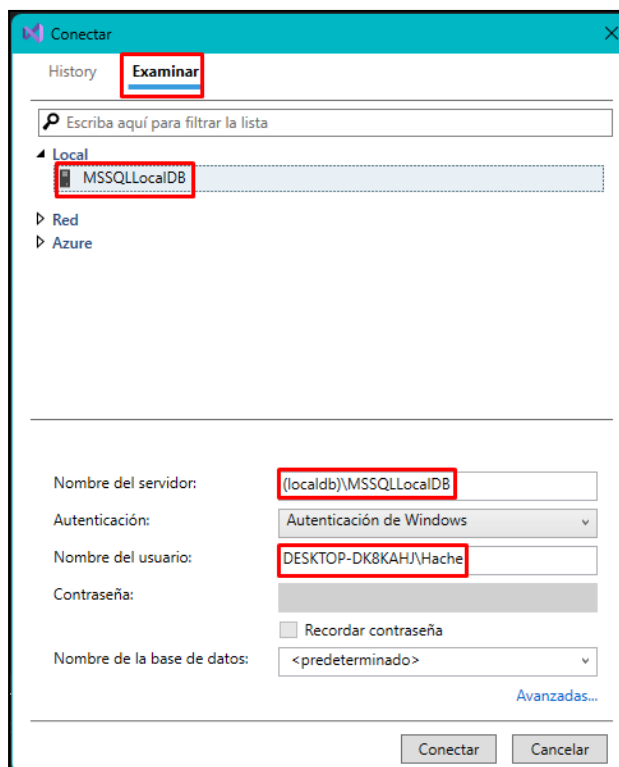 Conectar
History Examinar
Escriba aquí para filtrar la lista
Local
MSSQLLocalDB
Red
Azure
Nombre del servidor: (localdb)\MSSQLLocalDB
Autenticación: Autenticación de Windows
Nombre del usuario: DESKTOP-DK8KAHJ\Hache
Contraseña:
Recordar contraseña
Nombre de la base de datos: <predeterminado>
Avanzadas...
Conectar Cancelar